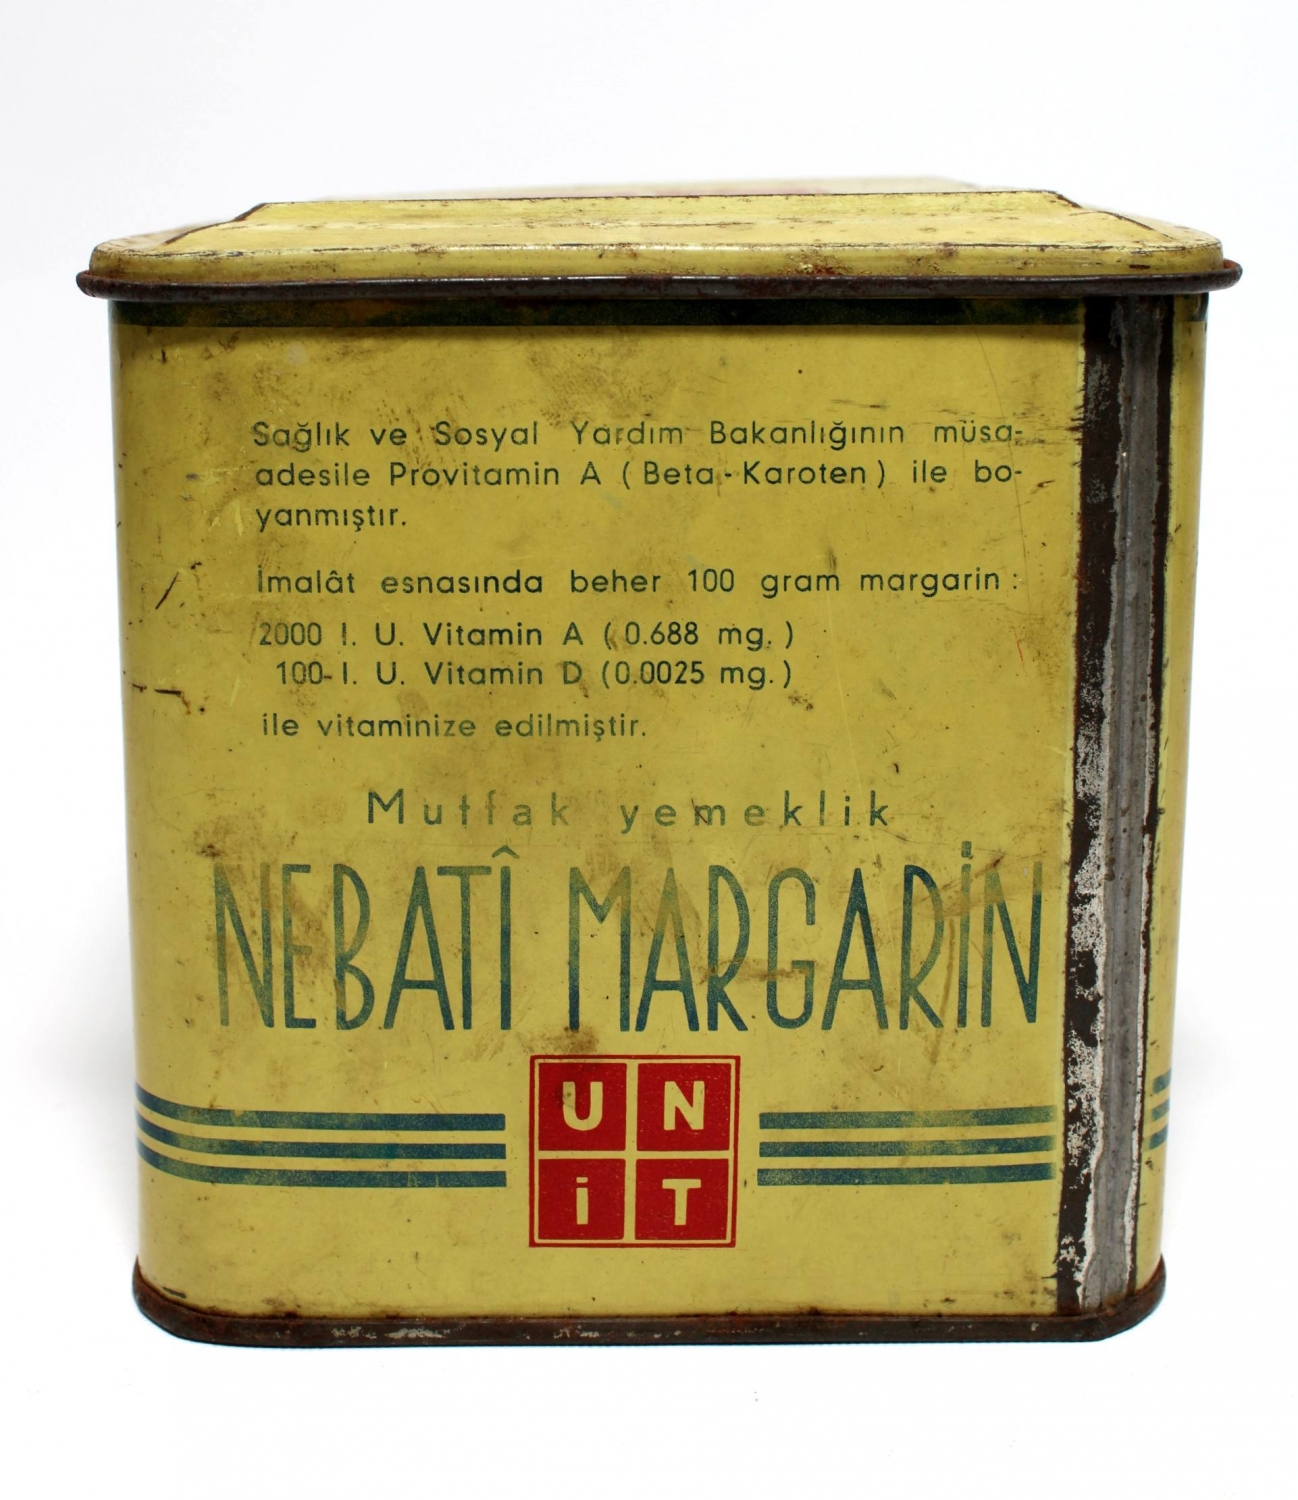 Sağlık ve Sosyal Yardım Bakanlığının müsa-
adesile Provitamin A ( Beta - Karoten ) ile bo-
yanmıştır.
İmalât esnasında beher 100 gram margarin :
2000 I. U. Vitamin A ( 0.688 mg. )
100 I. U. Vitamin D (0.0025 mg. )
ile vitaminize edilmiştir.
Mutfak yemeklik
NEBATÎ MARGARİN
U N
İ T